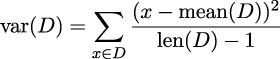 var(D) = ∑_{x∈D} (x − mean(D))² / (len(D) − 1)